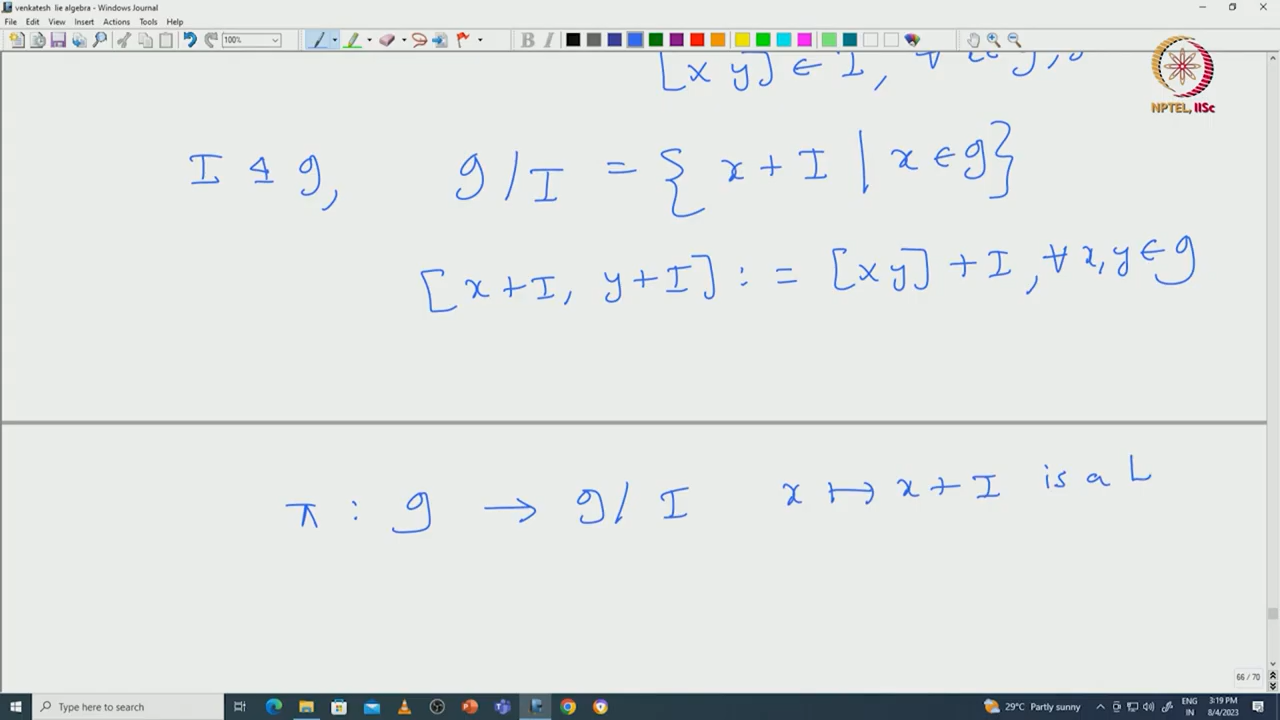 venkatesh lie algebra - Windows Journal
File Edit View Insert Actions Tools Help
100%
B I
[x y] ∈ I, ∀
NPTEL, IISc
I ⊴ g, g / I = { x + I | x ∈ g }
[x + I, y + I] : = [x y] + I, ∀ x, y ∈ g
π : g → g / I x ↦ x + I is a L
66 / 70
Type here to search
29°C Partly sunny
ENG
IN
3:19 PM
8/4/2023